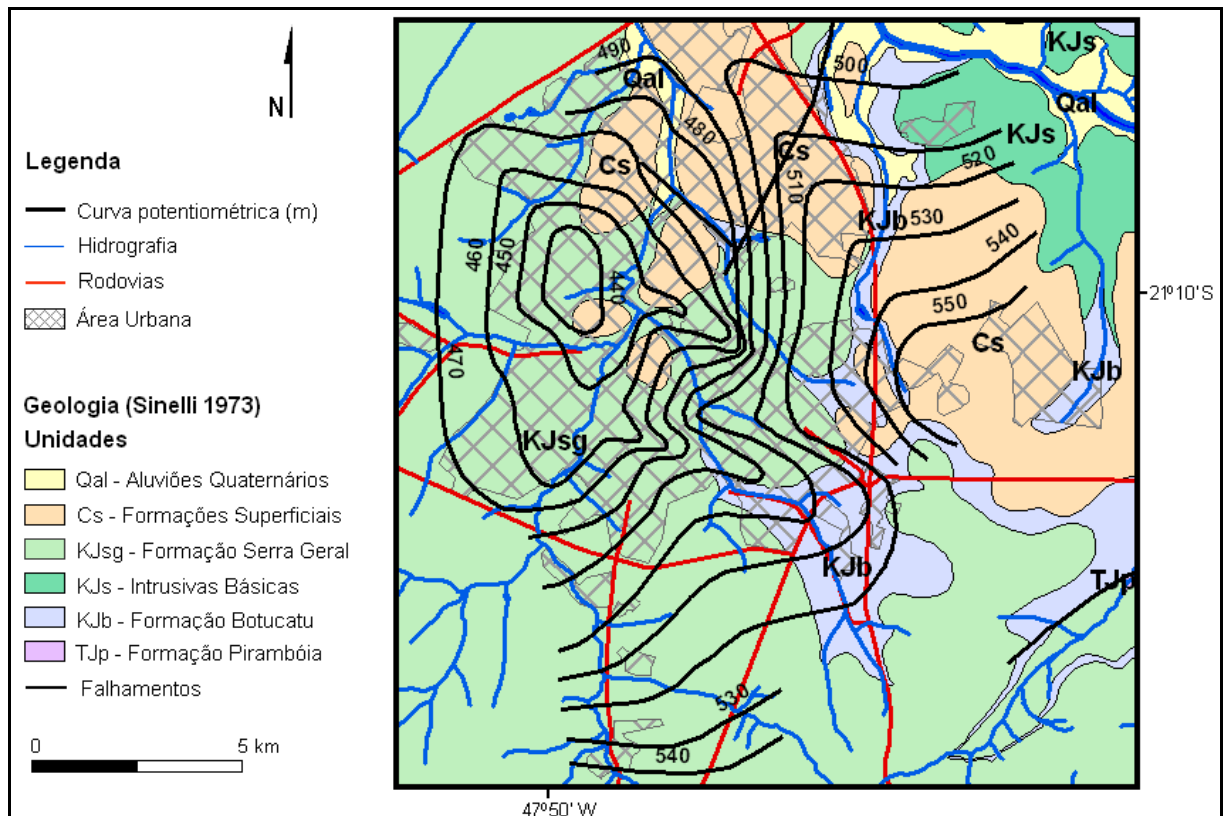 N
Legenda
Curva potentiométrica (m)
Hidrografia
Rodovias
Área Urbana
Geologia (Sinelli 1973)
Unidades
Qal - Aluviões Quaternários
Cs - Formações Superficiais
KJsg - Formação Serra Geral
KJs - Intrusivas Básicas
KJb - Formação Botucatu
TJp - Formação Pirambóia
Falhamentos
0 5 km
490
500
KJs
Qal
Qal
480
Cs
KJs
Cs
520
510
KJb
530
540
460
450
440
550
21º10' S
Cs
470
KJb
KJsg
KJb
TJp
530
540
47º50' W